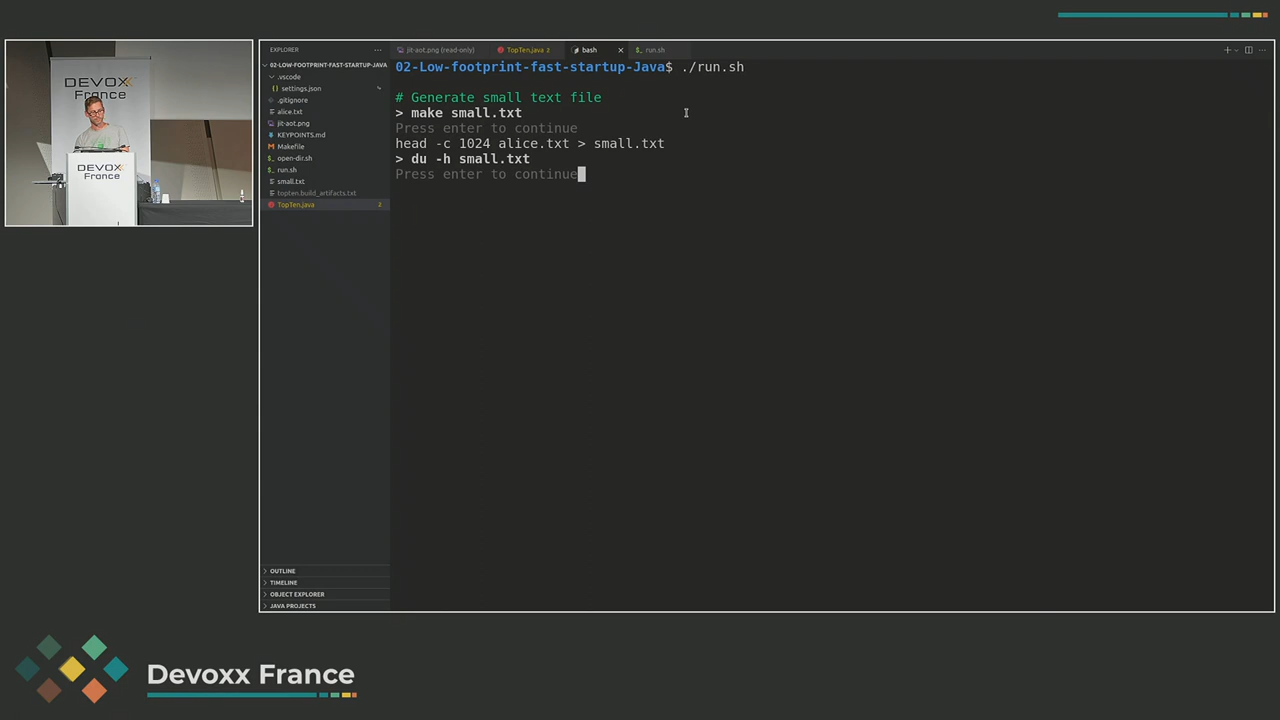 DEVOXX
France
DEVOXX
France
EXPLORER
jit-aot.png (read-only)
TopTen.java 2
bash
run.sh
02-LOW-FOOTPRINT-FAST-STARTUP-JAVA
.vscode
settings.json
.gitignore
alice.txt
jit-aot.png
KEYPOINTS.md
Makefile
open-dir.sh
run.sh
small.txt
topten.build_artifacts.txt
TopTen.java 2
OUTLINE
TIMELINE
OBJECT EXPLORER
JAVA PROJECTS
02-Low-footprint-fast-startup-Java$ ./run.sh
# Generate small text file
> make small.txt
Press enter to continue
head -c 1024 alice.txt > small.txt
> du -h small.txt
Press enter to continue
Devoxx France